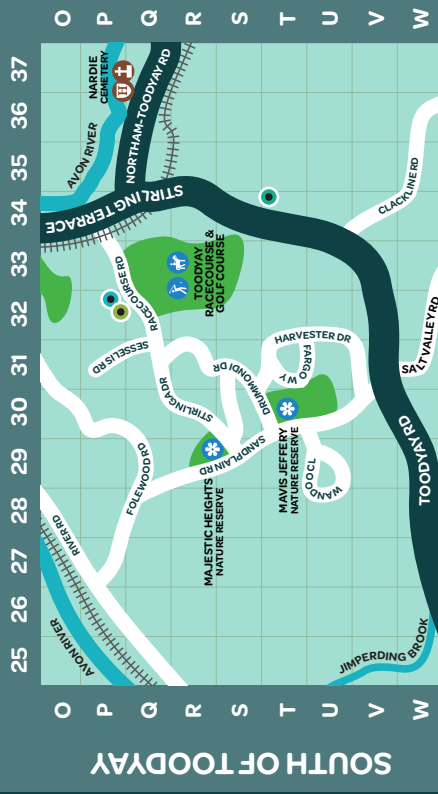 O P Q R S T U V W
37
36
35
34
33
32
31
30
29
28
27
26
25
NARDIE
CEMETERY
H
AVON RIVER
NORTHAM-TOODYAY RD
STIRLING TERRACE
CLACKLINE RD
RACECOURSE RD
TOODYAY
RACECOURSE &
GOLF COURSE
SESSELIS RD
HARVESTER DR
FARGO
WY
SALT VALLEY RD
STIRLINGIA DR
DRUMMONDI DR
SANDPLAIN RD
FOLEWOOD RD
MAJESTIC HEIGHTS
NATURE RESERVE
MAVIS JEFFERY
NATURE RESERVE
WANDOO CL
TOODYAY RD
RIVER RD
AVON RIVER
JIMPERDING BROOK
O P Q R S T U V W
SOUTH OF TOODYAY